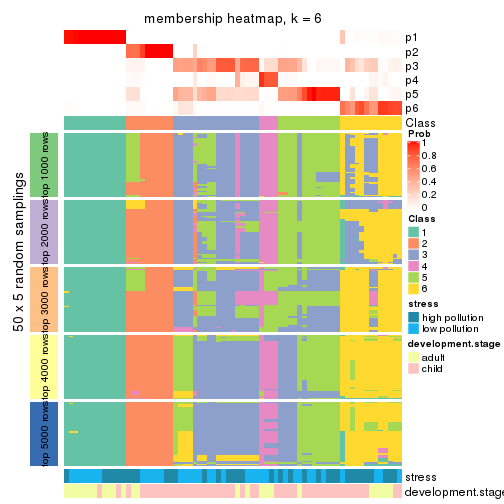 membership heatmap, k = 6
p1
p2
p3
p4
p5
p6
Class
Prob
1
0.8
0.6
0.4
0.2
0
Class
1
2
3
4
5
6
stress
high pollution
low pollution
development.stage
adult
child
50 x 5 random samplings
top 1000 rows
top 2000 rows
top 3000 rows
top 4000 rows
top 5000 rows
stress
development.stage